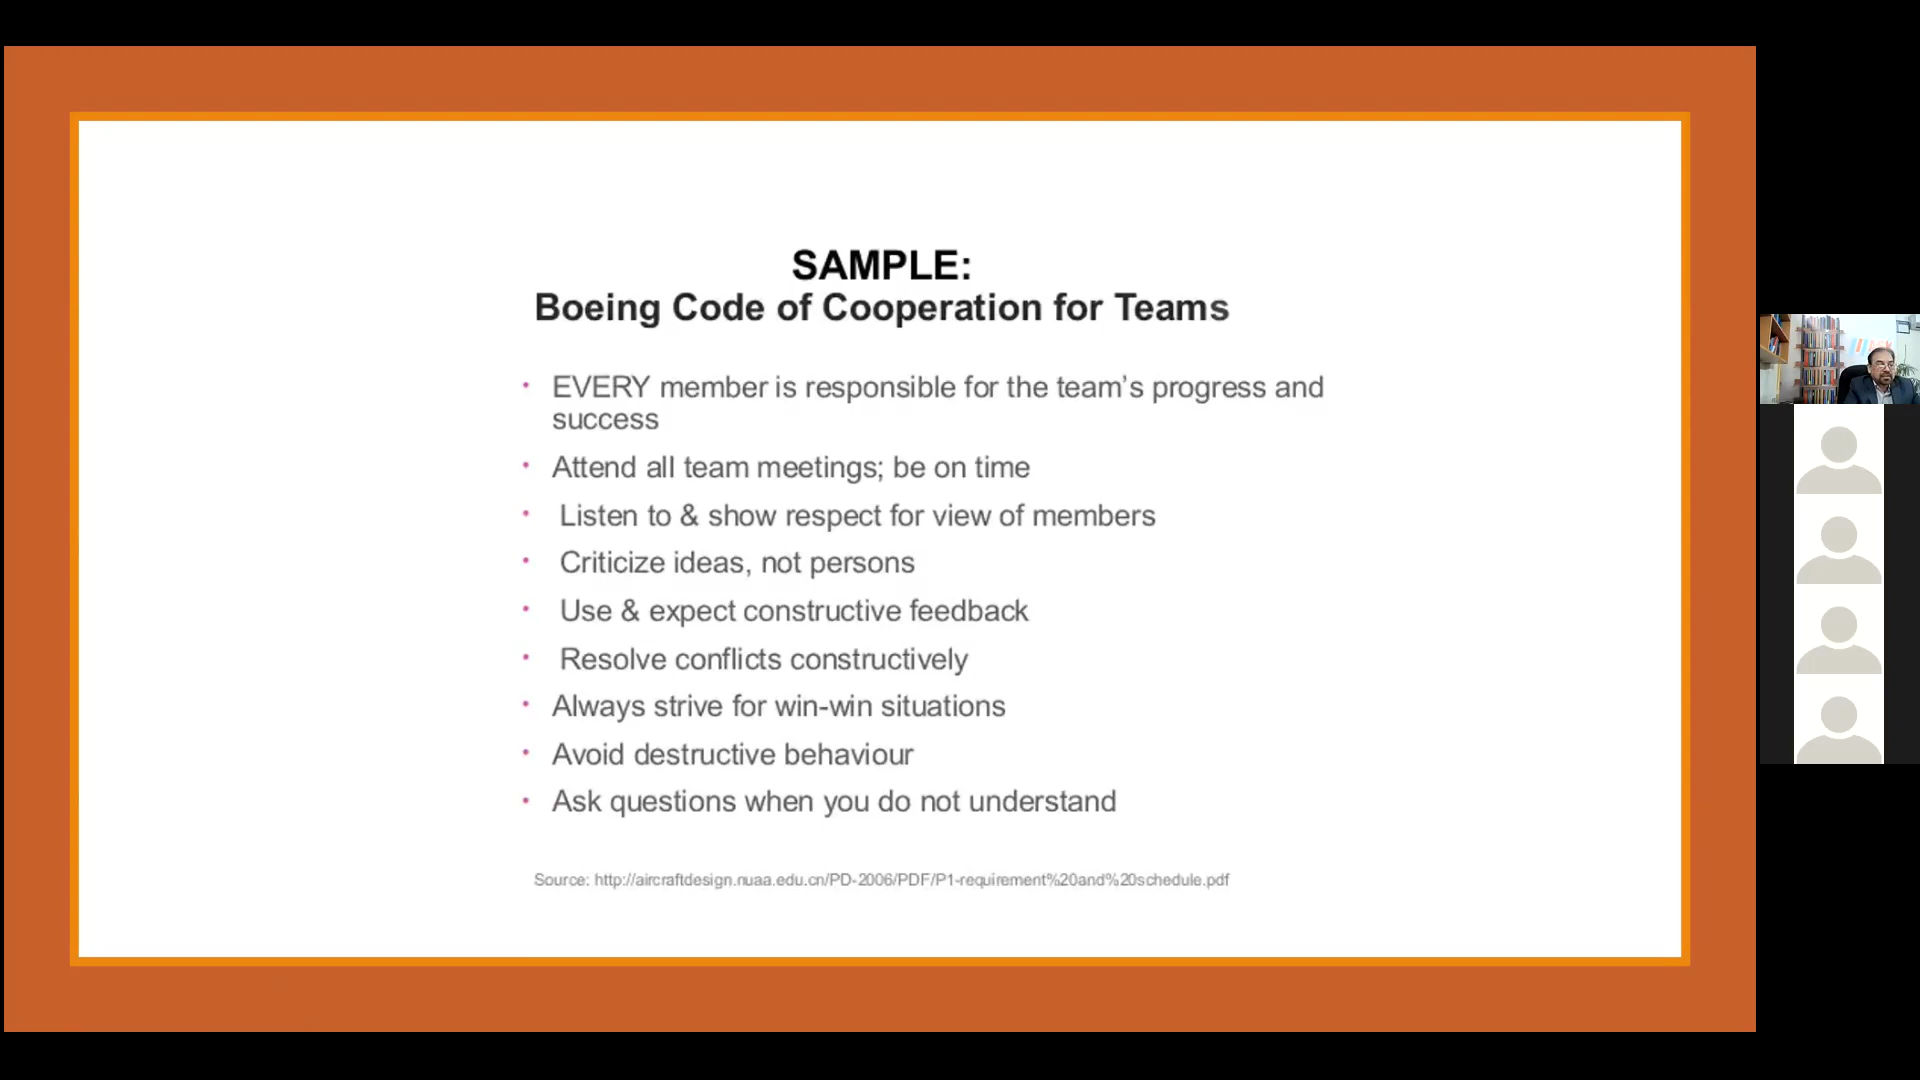 SAMPLE:
Boeing Code of Cooperation for Teams
• EVERY member is responsible for the team’s progress and
success
• Attend all team meetings; be on time
• Listen to & show respect for view of members
• Criticize ideas, not persons
• Use & expect constructive feedback
• Resolve conflicts constructively
• Always strive for win-win situations
• Avoid destructive behaviour
• Ask questions when you do not understand
Source: http://aircraftdesign.nuaa.edu.cn/PD-2006/PDF/P1-requirement%20and%20schedule.pdf